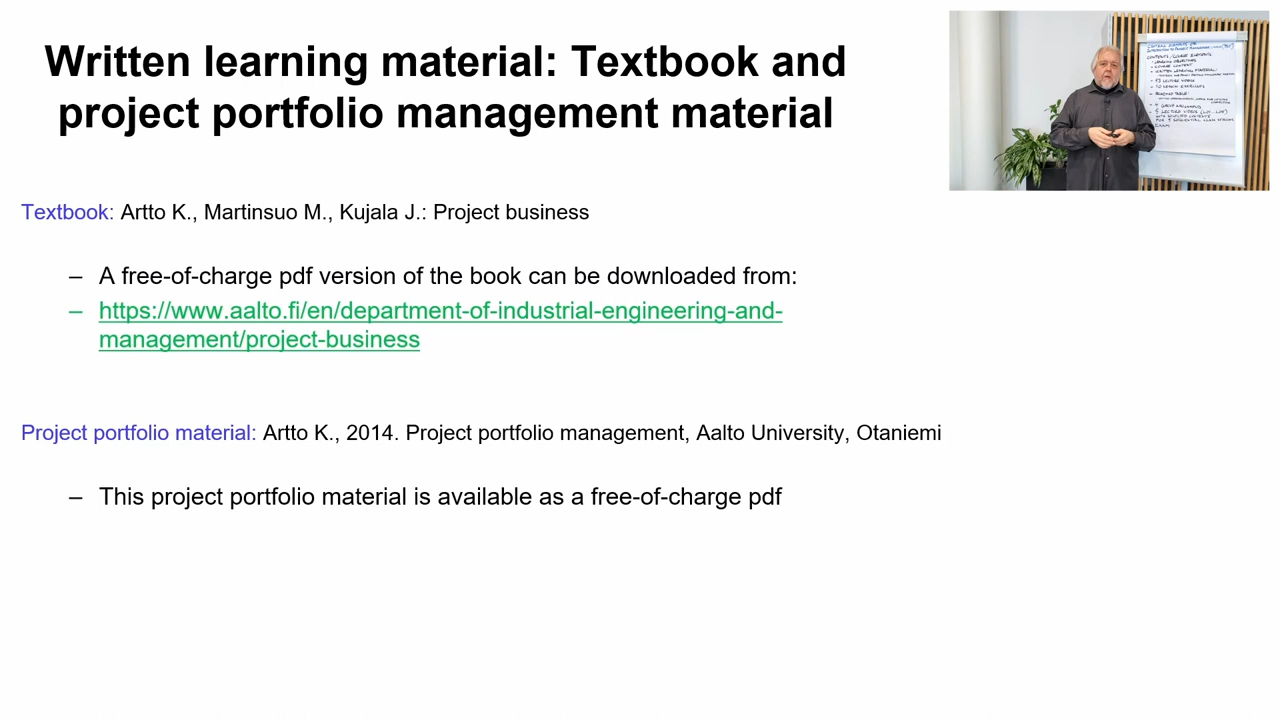 Written learning material: Textbook and
project portfolio management material
Textbook: Artto K., Martinsuo M., Kujala J.: Project business
– A free-of-charge pdf version of the book can be downloaded from:
– https://www.aalto.fi/en/department-of-industrial-engineering-and-
management/project-business
Project portfolio material: Artto K., 2014. Project portfolio management, Aalto University, Otaniemi
– This project portfolio material is available as a free-of-charge pdf